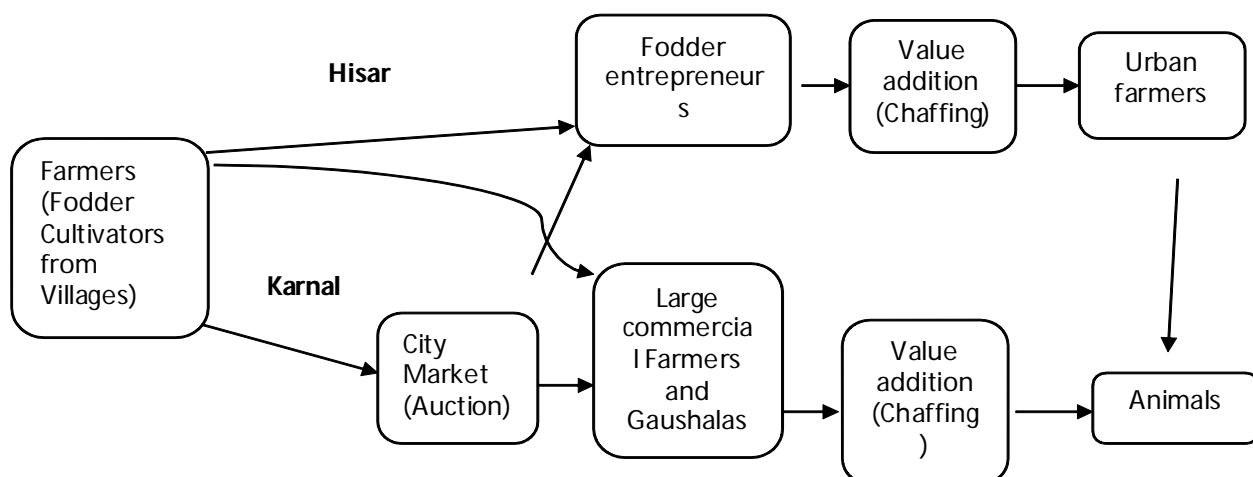 Hisar
Fodder
entrepreneur
s
Value
addition
(Chaffing)
Urban
farmers
Farmers
(Fodder
Cultivators
from
Villages)
Karnal
City
Market
(Auction)
Large
commercia
l Farmers
and
Gaushalas
Value
addition
(Chaffing
)
Animals